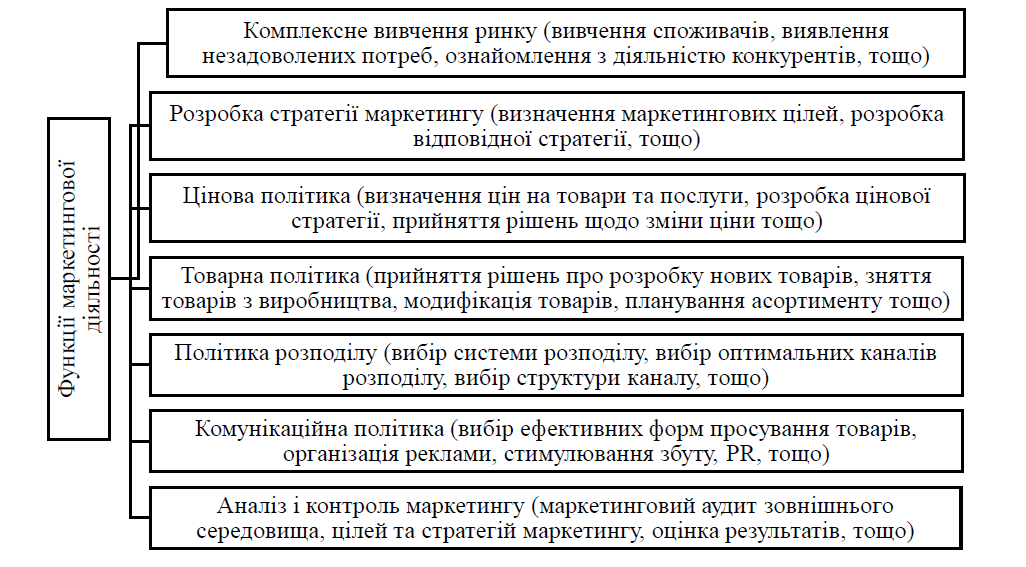 Функції маркетингової
діяльності
Комплексне вивчення ринку (вивчення споживачів, виявлення
незадоволених потреб, ознайомлення з діяльністю конкурентів, тощо)
Розробка стратегії маркетингу (визначення маркетингових цілей, розробка
відповідної стратегії, тощо)
Цінова політика (визначення цін на товари та послуги, розробка цінової
стратегії, прийняття рішень щодо зміни ціни тощо)
Товарна політика (прийняття рішень про розробку нових товарів, зняття
товарів з виробництва, модифікація товарів, планування асортименту тощо)
Політика розподілу (вибір системи розподілу, вибір оптимальних каналів
розподілу, вибір структури каналу, тощо)
Комунікаційна політика (вибір ефективних форм просування товарів,
організація реклами, стимулювання збуту, PR, тощо)
Аналіз і контроль маркетингу (маркетинговий аудит зовнішнього
середовища, цілей та стратегій маркетингу, оцінка результатів, тощо)